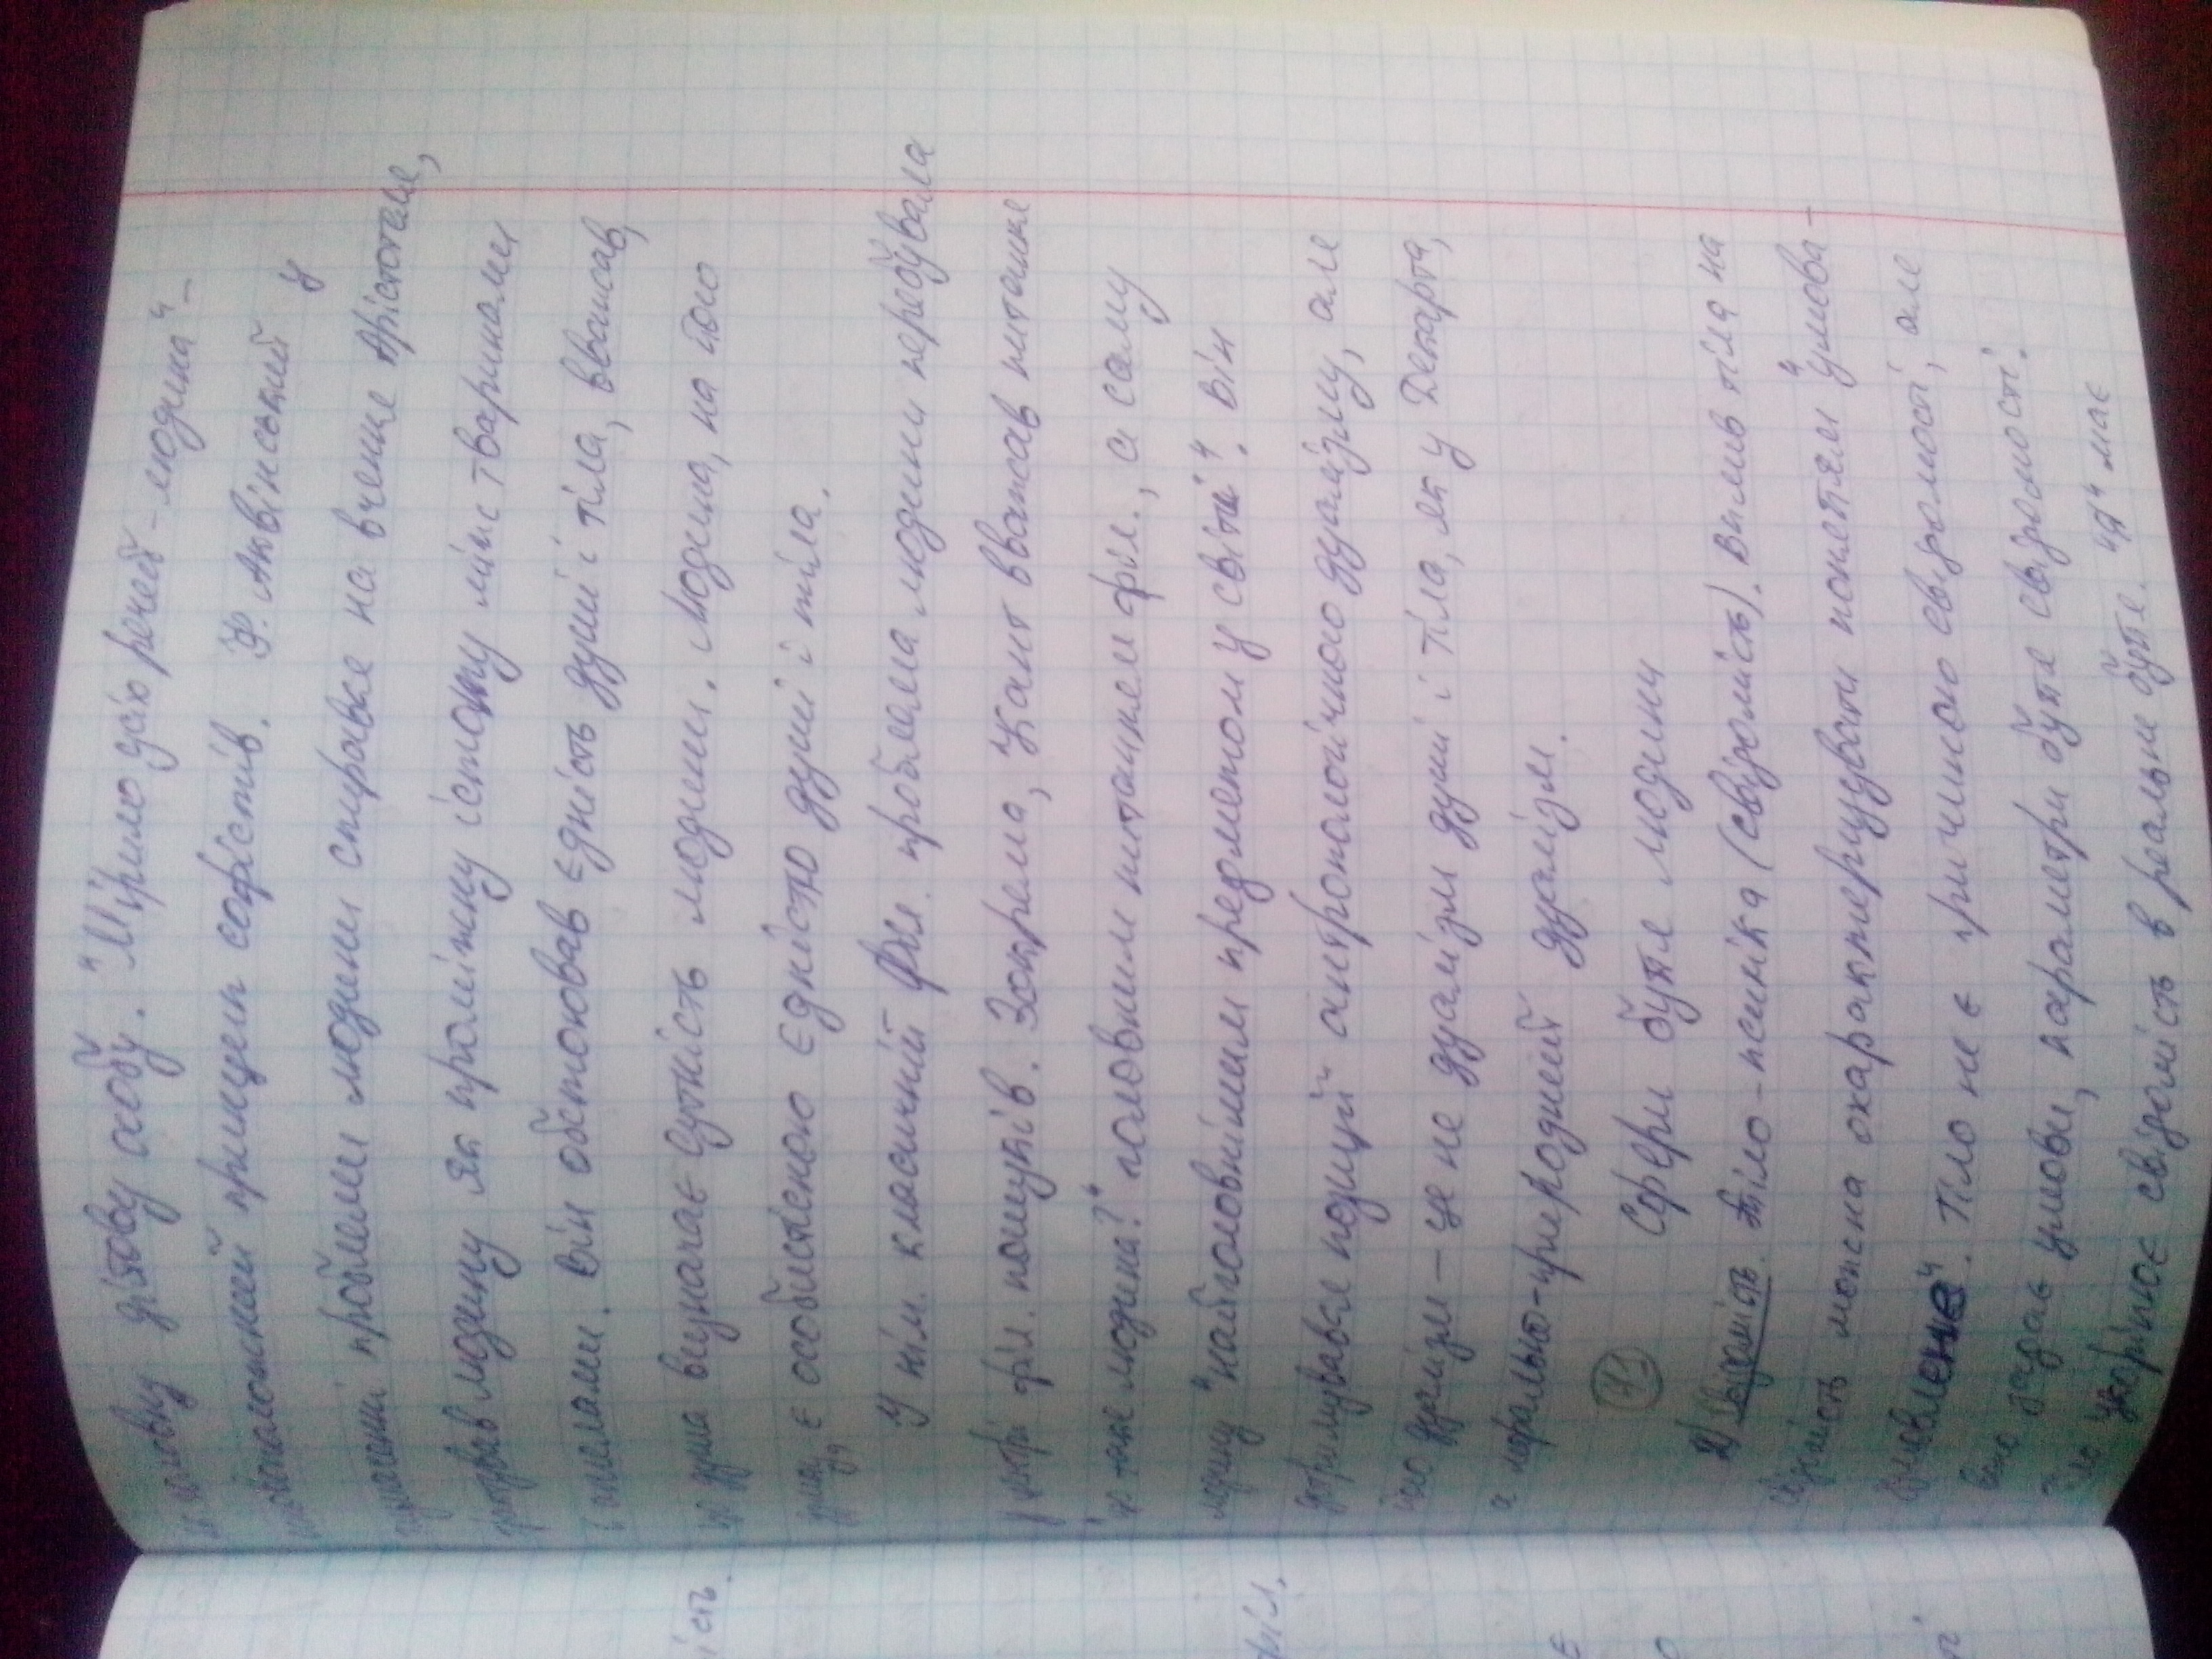 як головну дійову особу. "Мірило усіх речей - людина" -
основоположний принцип софістів. Ф. Аквінський у
тлумаченні проблеми людини спирався на вчення Арістотеля,
трактував людину як проміжну істоту між тваринами
і ангелами. Він обстоював єдність душі і тіла, вважав,
що душа визначає сутність людини. Людина, на його
думку, є особистісною єдністю душі і тіла.
У нім. класичній філ. проблема людини перебувала
у центрі філ. пошуків. Зокрема, Кант вважав питання
"що таке людина?" головним питанням філ., а саму
людину "найголовнішим предметом у світі". Він
дотримувався позиції антропологічного дуалізму, але
його дуалізм – це не дуалізм душі і тіла, як у Декарта,
а морально-природний дуалізм.
Сфери буття людини
2) Свідомість. Тіло - психіка (свідомість). Вплив тіла на
свідомість можна охарактеризувати поняттям "умова -
зумовлене". Тіло не є причиною свідомості, але
воно задає умови, параметри буття свідомості.
Тіло укорінює свідомість в реальне буття. "Я" має
ість
філ.
є
о